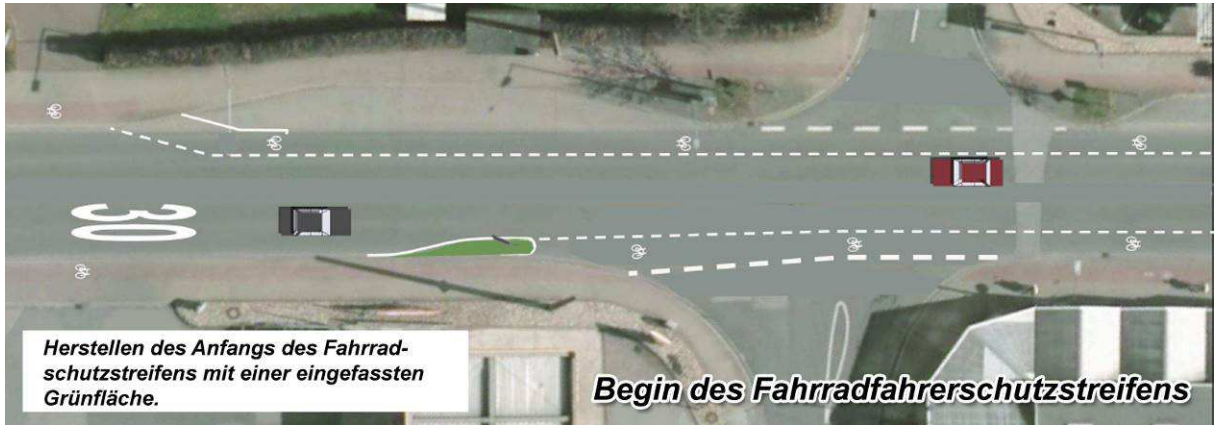 30
Herstellen des Anfangs des Fahrrad-
schutzstreifens mit einer eingefassten
Grünfläche.
Begin des Fahrradfahrerschutzstreifens